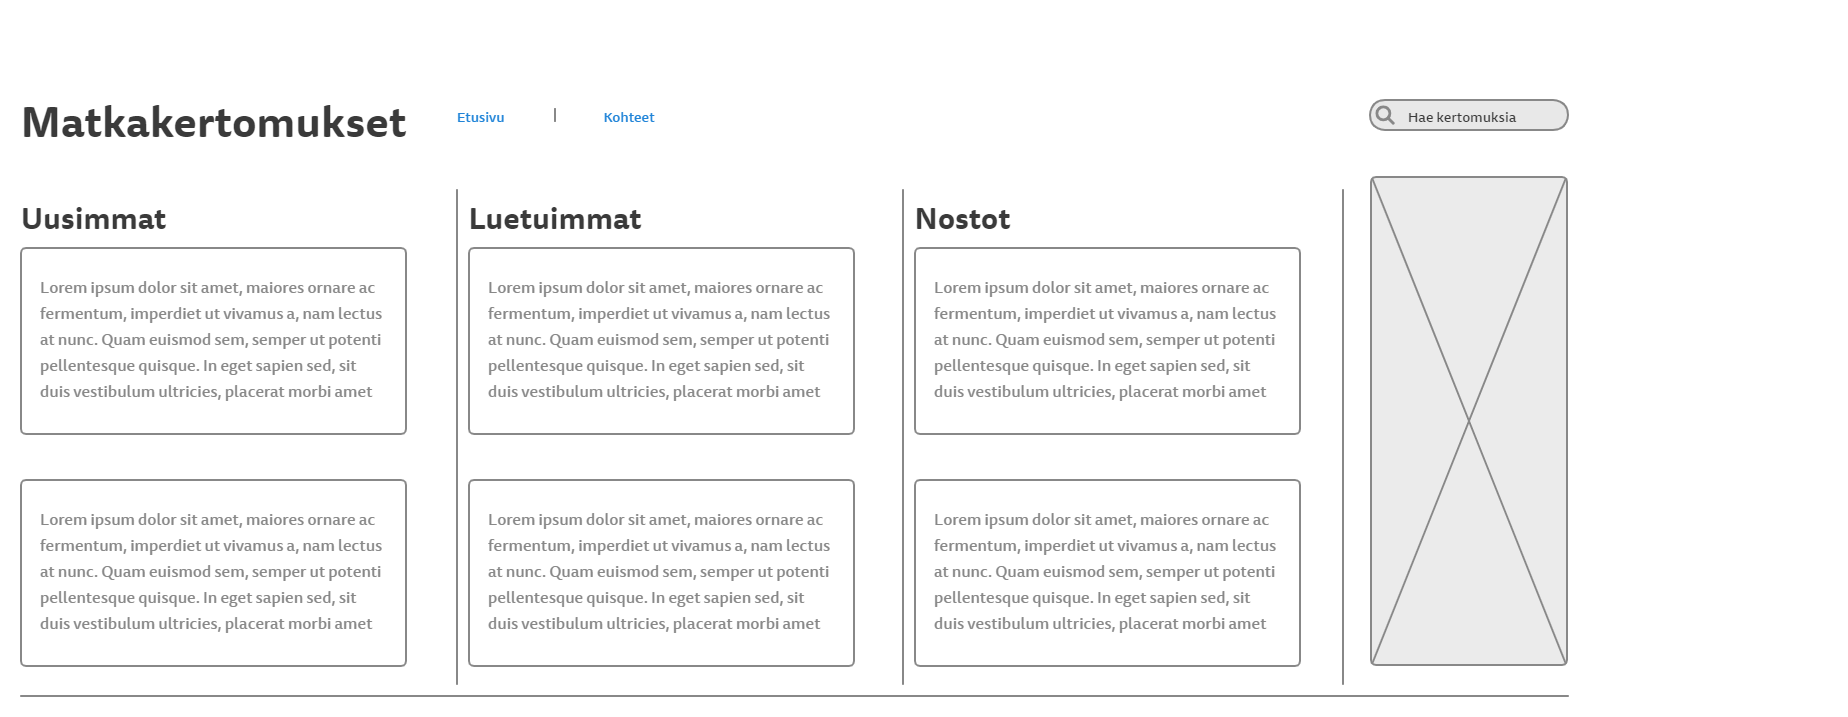 Matkakertomukset
Etusivu | Kohteet
Hae kertomuksia
Uusimmat
Lorem ipsum dolor sit amet, maiores ornare ac
fermentum, imperdiet ut vivamus a, nam lectus
at nunc. Quam euismod sem, semper ut potenti
pellentesque quisque. In eget sapien sed, sit
duis vestibulum ultricies, placerat morbi amet
Lorem ipsum dolor sit amet, maiores ornare ac
fermentum, imperdiet ut vivamus a, nam lectus
at nunc. Quam euismod sem, semper ut potenti
pellentesque quisque. In eget sapien sed, sit
duis vestibulum ultricies, placerat morbi amet
Luetuimmat
Lorem ipsum dolor sit amet, maiores ornare ac
fermentum, imperdiet ut vivamus a, nam lectus
at nunc. Quam euismod sem, semper ut potenti
pellentesque quisque. In eget sapien sed, sit
duis vestibulum ultricies, placerat morbi amet
Lorem ipsum dolor sit amet, maiores ornare ac
fermentum, imperdiet ut vivamus a, nam lectus
at nunc. Quam euismod sem, semper ut potenti
pellentesque quisque. In eget sapien sed, sit
duis vestibulum ultricies, placerat morbi amet
Nostot
Lorem ipsum dolor sit amet, maiores ornare ac
fermentum, imperdiet ut vivamus a, nam lectus
at nunc. Quam euismod sem, semper ut potenti
pellentesque quisque. In eget sapien sed, sit
duis vestibulum ultricies, placerat morbi amet
Lorem ipsum dolor sit amet, maiores ornare ac
fermentum, imperdiet ut vivamus a, nam lectus
at nunc. Quam euismod sem, semper ut potenti
pellentesque quisque. In eget sapien sed, sit
duis vestibulum ultricies, placerat morbi amet